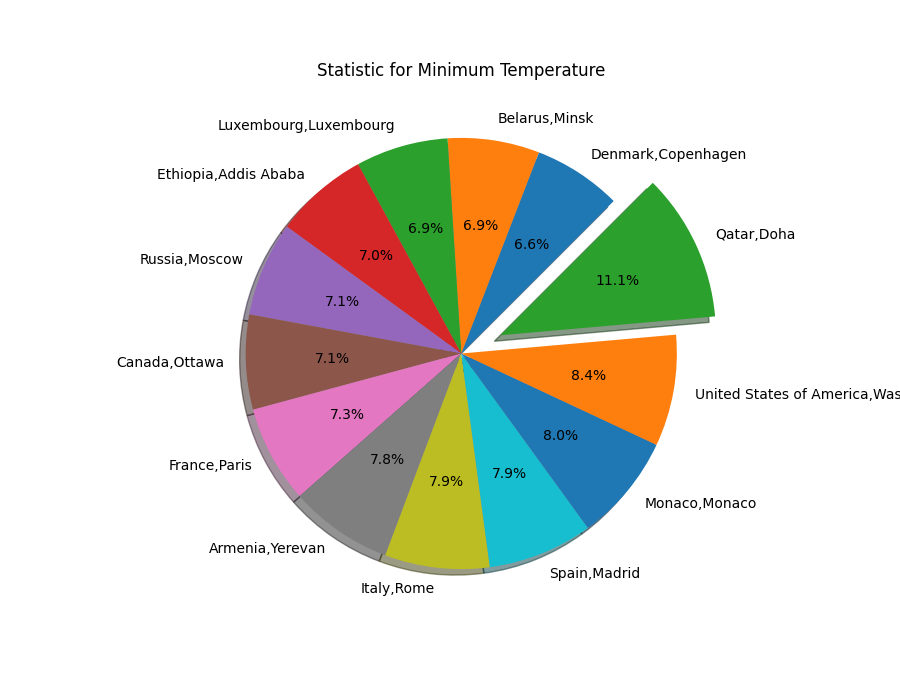 Statistic for Minimum Temperature
Belarus,Minsk
Luxembourg,Luxembourg
Denmark,Copenhagen
Ethiopia,Addis Ababa
Qatar,Doha
Russia,Moscow
Canada,Ottawa
United States of America,Was
France,Paris
Monaco,Monaco
Armenia,Yerevan
Spain,Madrid
Italy,Rome
6.9%
6.9%
6.6%
7.0%
11.1%
7.1%
7.1%
8.4%
7.3%
8.0%
7.8%
7.9%
7.9%